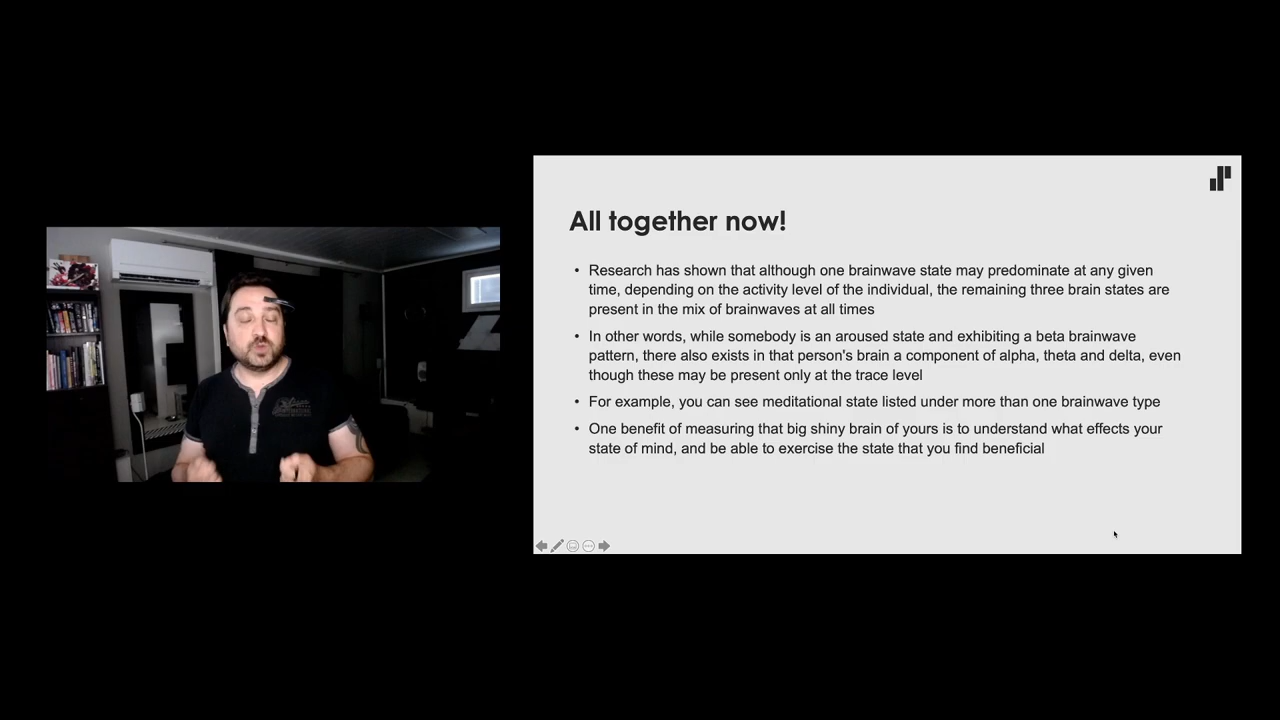 All together now!
• Research has shown that although one brainwave state may predominate at any given
time, depending on the activity level of the individual, the remaining three brain states are
present in the mix of brainwaves at all times
• In other words, while somebody is an aroused state and exhibiting a beta brainwave
pattern, there also exists in that person's brain a component of alpha, theta and delta, even
though these may be present only at the trace level
• For example, you can see meditational state listed under more than one brainwave type
• One benefit of measuring that big shiny brain of yours is to understand what effects your
state of mind, and be able to exercise the state that you find beneficial